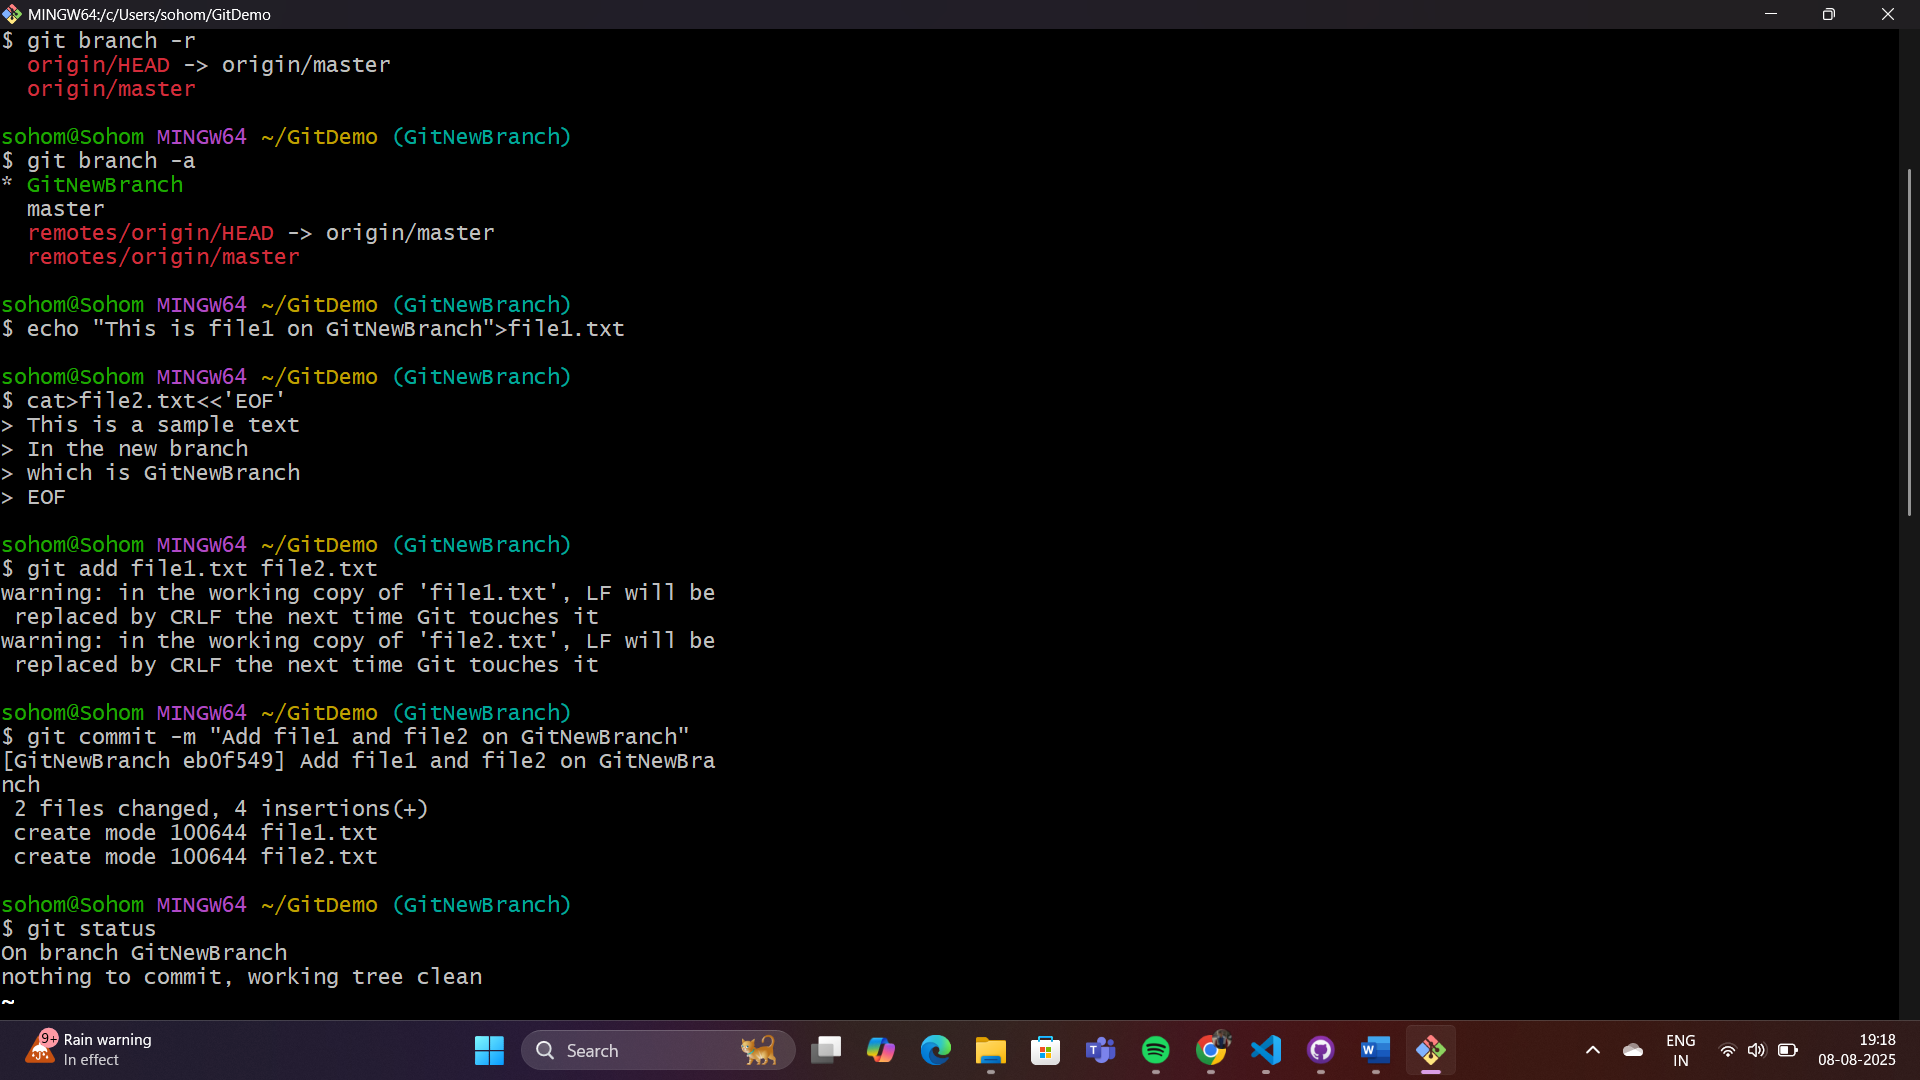 MINGW64:/c/Users/sohom/GitDemo
$ git branch -r
  origin/HEAD -> origin/master
  origin/master

sohom@Sohom MINGW64 ~/GitDemo (GitNewBranch)
$ git branch -a
* GitNewBranch
  master
  remotes/origin/HEAD -> origin/master
  remotes/origin/master

sohom@Sohom MINGW64 ~/GitDemo (GitNewBranch)
$ echo "This is file1 on GitNewBranch">file1.txt

sohom@Sohom MINGW64 ~/GitDemo (GitNewBranch)
$ cat>file2.txt<<'EOF'
> This is a sample text
> In the new branch
> which is GitNewBranch
> EOF

sohom@Sohom MINGW64 ~/GitDemo (GitNewBranch)
$ git add file1.txt file2.txt
warning: in the working copy of 'file1.txt', LF will be
 replaced by CRLF the next time Git touches it
warning: in the working copy of 'file2.txt', LF will be
 replaced by CRLF the next time Git touches it

sohom@Sohom MINGW64 ~/GitDemo (GitNewBranch)
$ git commit -m "Add file1 and file2 on GitNewBranch"
[GitNewBranch eb0f549] Add file1 and file2 on GitNewBra
nch
 2 files changed, 4 insertions(+)
 create mode 100644 file1.txt
 create mode 100644 file2.txt

sohom@Sohom MINGW64 ~/GitDemo (GitNewBranch)
$ git status
On branch GitNewBranch
nothing to commit, working tree clean
9+
Rain warning
In effect
Search
ENG
IN
19:18
08-08-2025